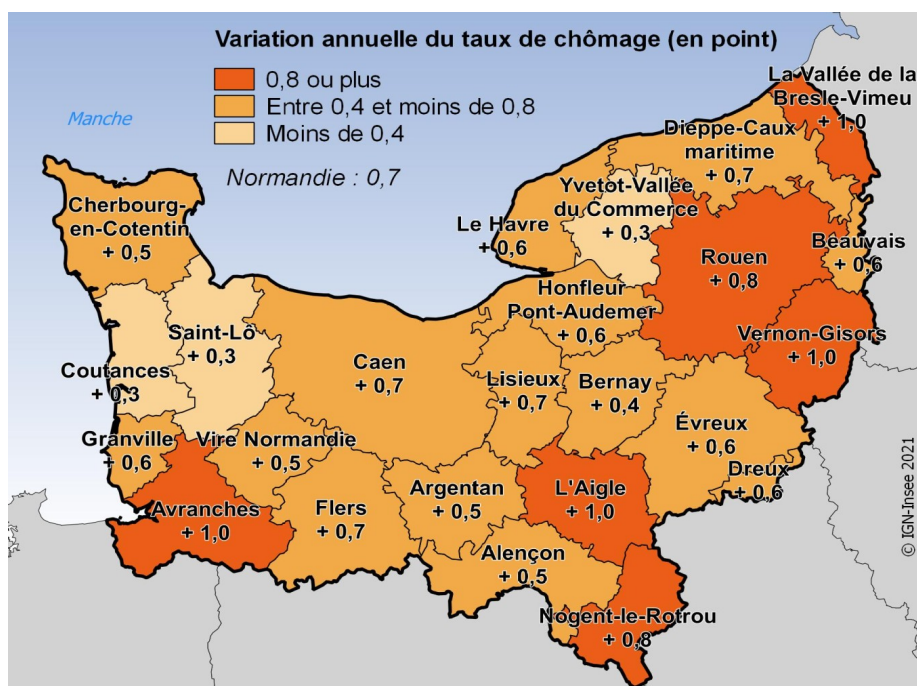 Variation annuelle du taux de chômage (en point)
0,8 ou plus
Entre 0,4 et moins de 0,8
Moins de 0,4
Normandie : 0,7
Manche
La Vallée de la
Bresle-Vimeu
+ 1,0
Dieppe-Caux
maritime
+ 0,7
Yvetot-Vallée
du Commerce
+ 0,3
Cherbourg-
en-Cotentin
+ 0,5
Le Havre
+ 0,6
Rouen
+ 0,8
Beauvais
+ 0,6
Honfleur
Pont-Audemer
+ 0,6
Vernon-Gisors
+ 1,0
Saint-Lô
+ 0,3
Coutances
+ 0,3
Caen
+ 0,7
Lisieux
+ 0,7
Bernay
+ 0,4
Évreux
+ 0,6
Granville
+ 0,6
Vire Normandie
+ 0,5
Dreux
+ 0,6
Avranches
+ 1,0
Flers
+ 0,7
Argentan
+ 0,5
L'Aigle
+ 1,0
Alençon
+ 0,5
Nogent-le-Rotrou
+ 0,8
© IGN-Insee 2021